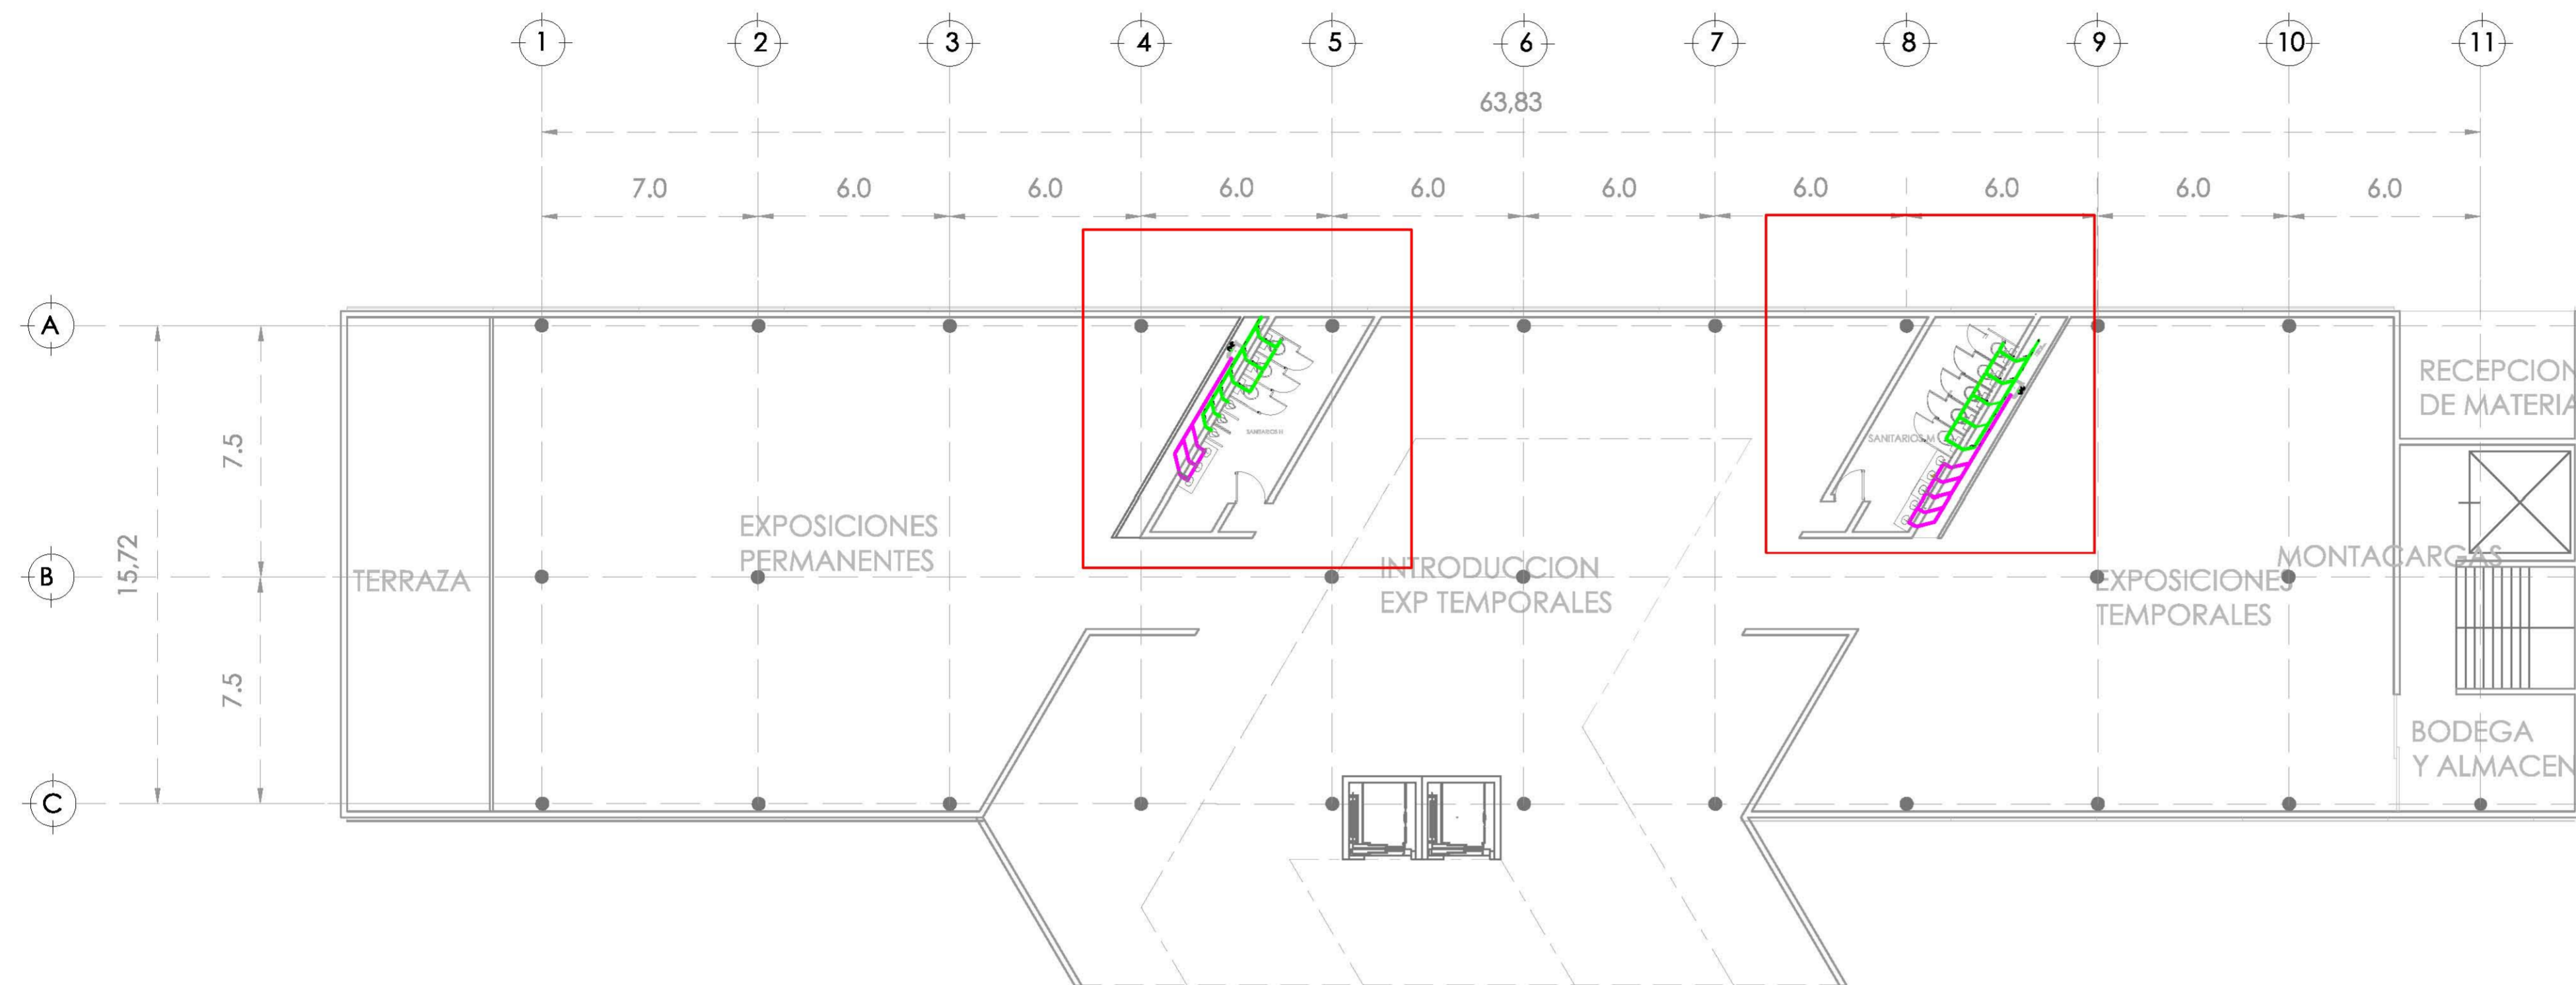 1 2 3 4 5 6 7 8 9 10 11
63,83
7.0 6.0 6.0 6.0 6.0 6.0 6.0 6.0 6.0 6.0
A
B
C
7.5
7.5
15,72
TERRAZA
EXPOSICIONES
PERMANENTES
SANITARIOS H
INTRODUCCION
EXP TEMPORALES
SANITARIOS M
EXPOSICIONES
TEMPORALES
MONTACARGAS
RECEPCION
DE MATERIA
BODEGA
Y ALMACEN